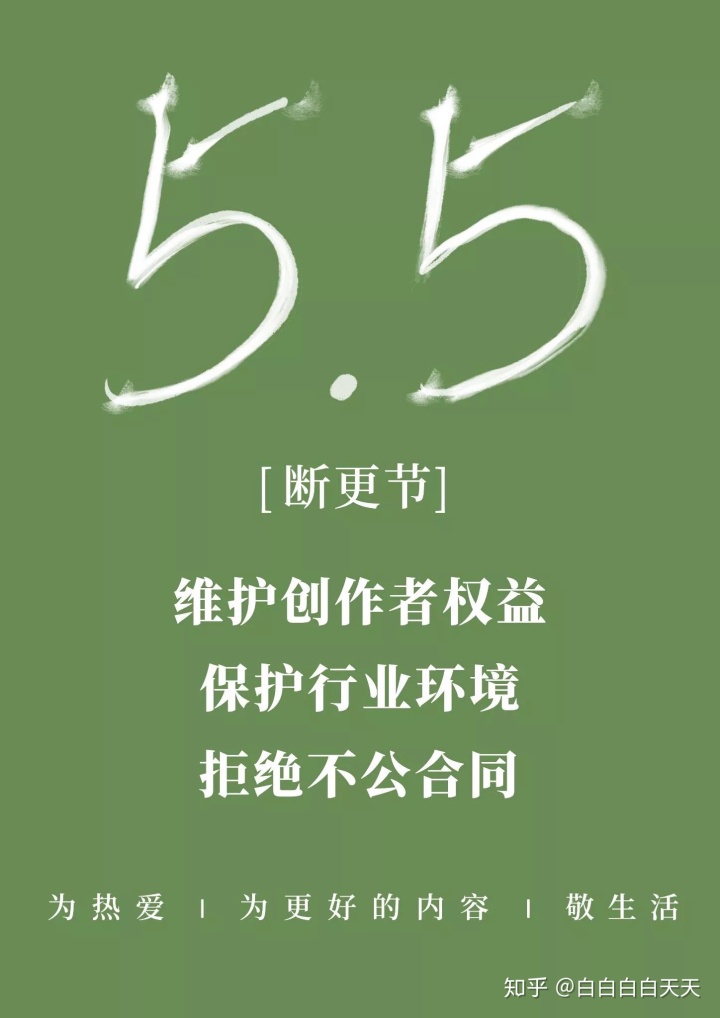 5.5
[断更节]
维护创作者权益
保护行业环境
拒绝不公合同
为热爱 | 为更好的内容 | 敬生活
知乎 @白白白白天天